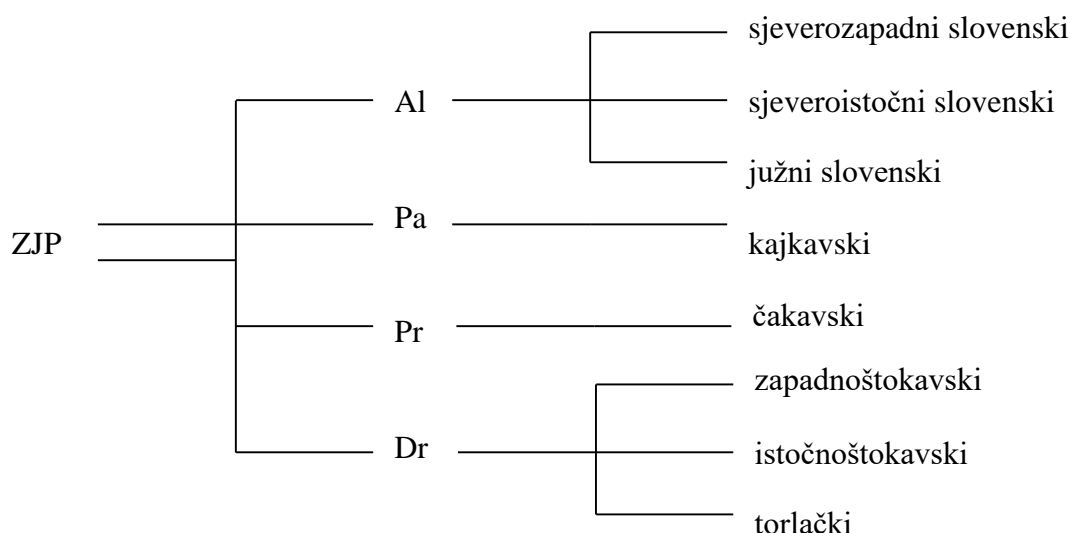 sjeverozapadni slovenski
Al
sjeveroistočni slovenski
južni slovenski
Pa
ZJP
kajkavski
čakavski
Pr
zapadnoštokavski
Dr
istočnoštokavski
torlački